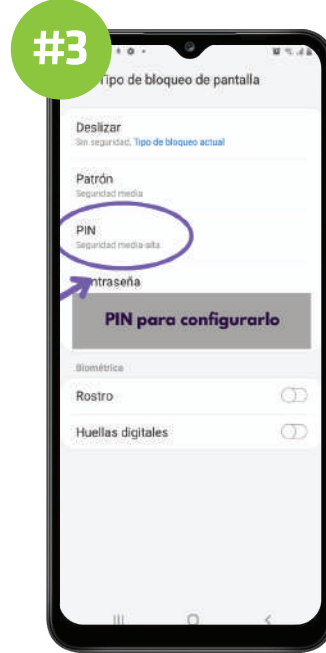 #3
Tipo de bloqueo de pantalla
Deslizar
Sin seguridad, Tipo de bloqueo actual
Patrón
Seguridad media
PIN
Seguridad media-alta
ntraseña
PIN para configurarlo
Biométrica
Rostro
Huellas digitales